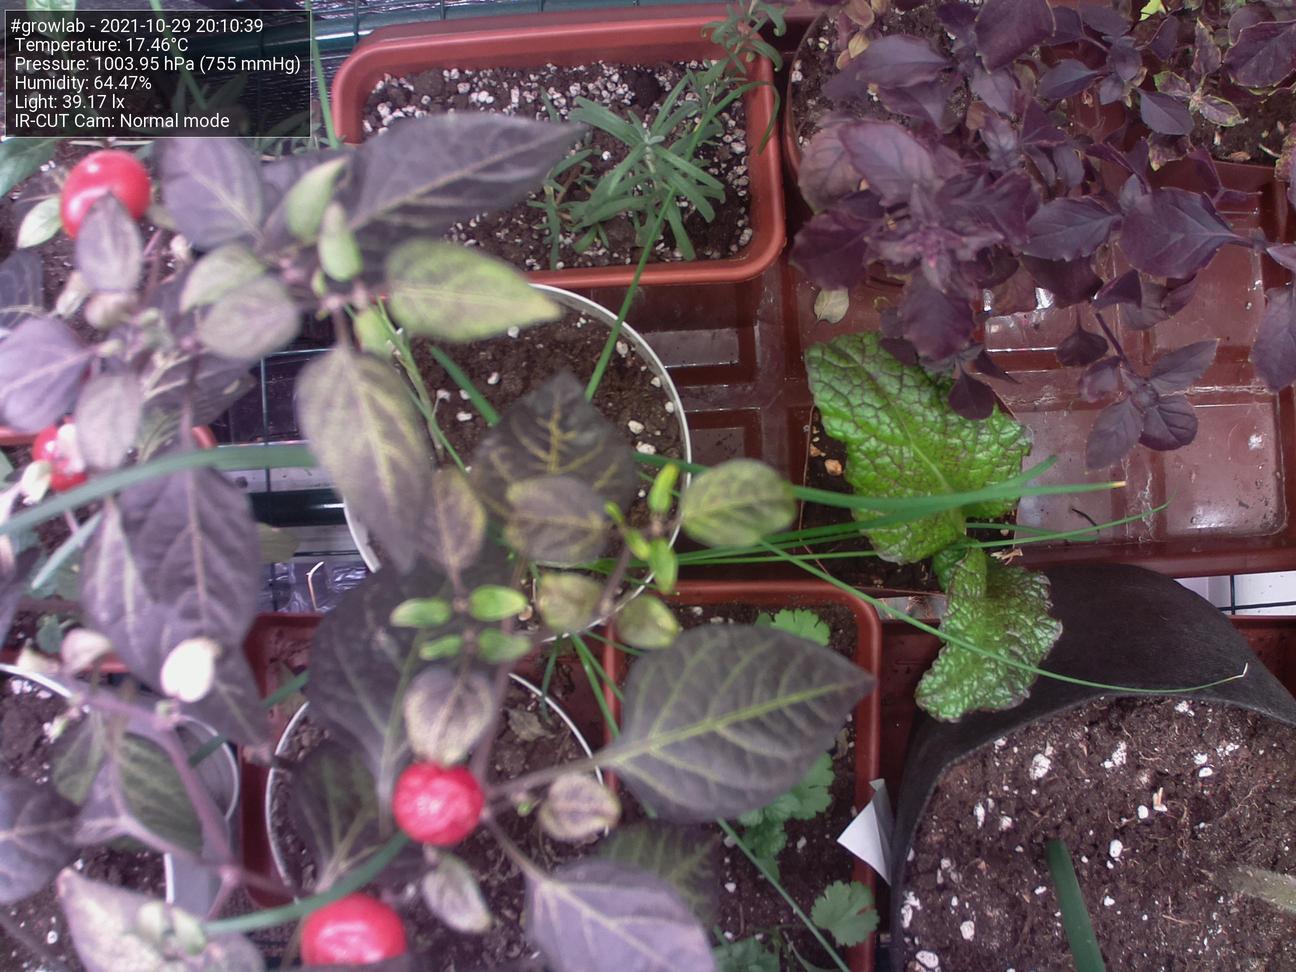 #growlab - 2021-10-29 20:10:39
Temperature: 17.46°C
Pressure: 1003.95 hPa (755 mmHg)
Humidity: 64.47%
Light: 39.17 lx
IR-CUT Cam: Normal mode